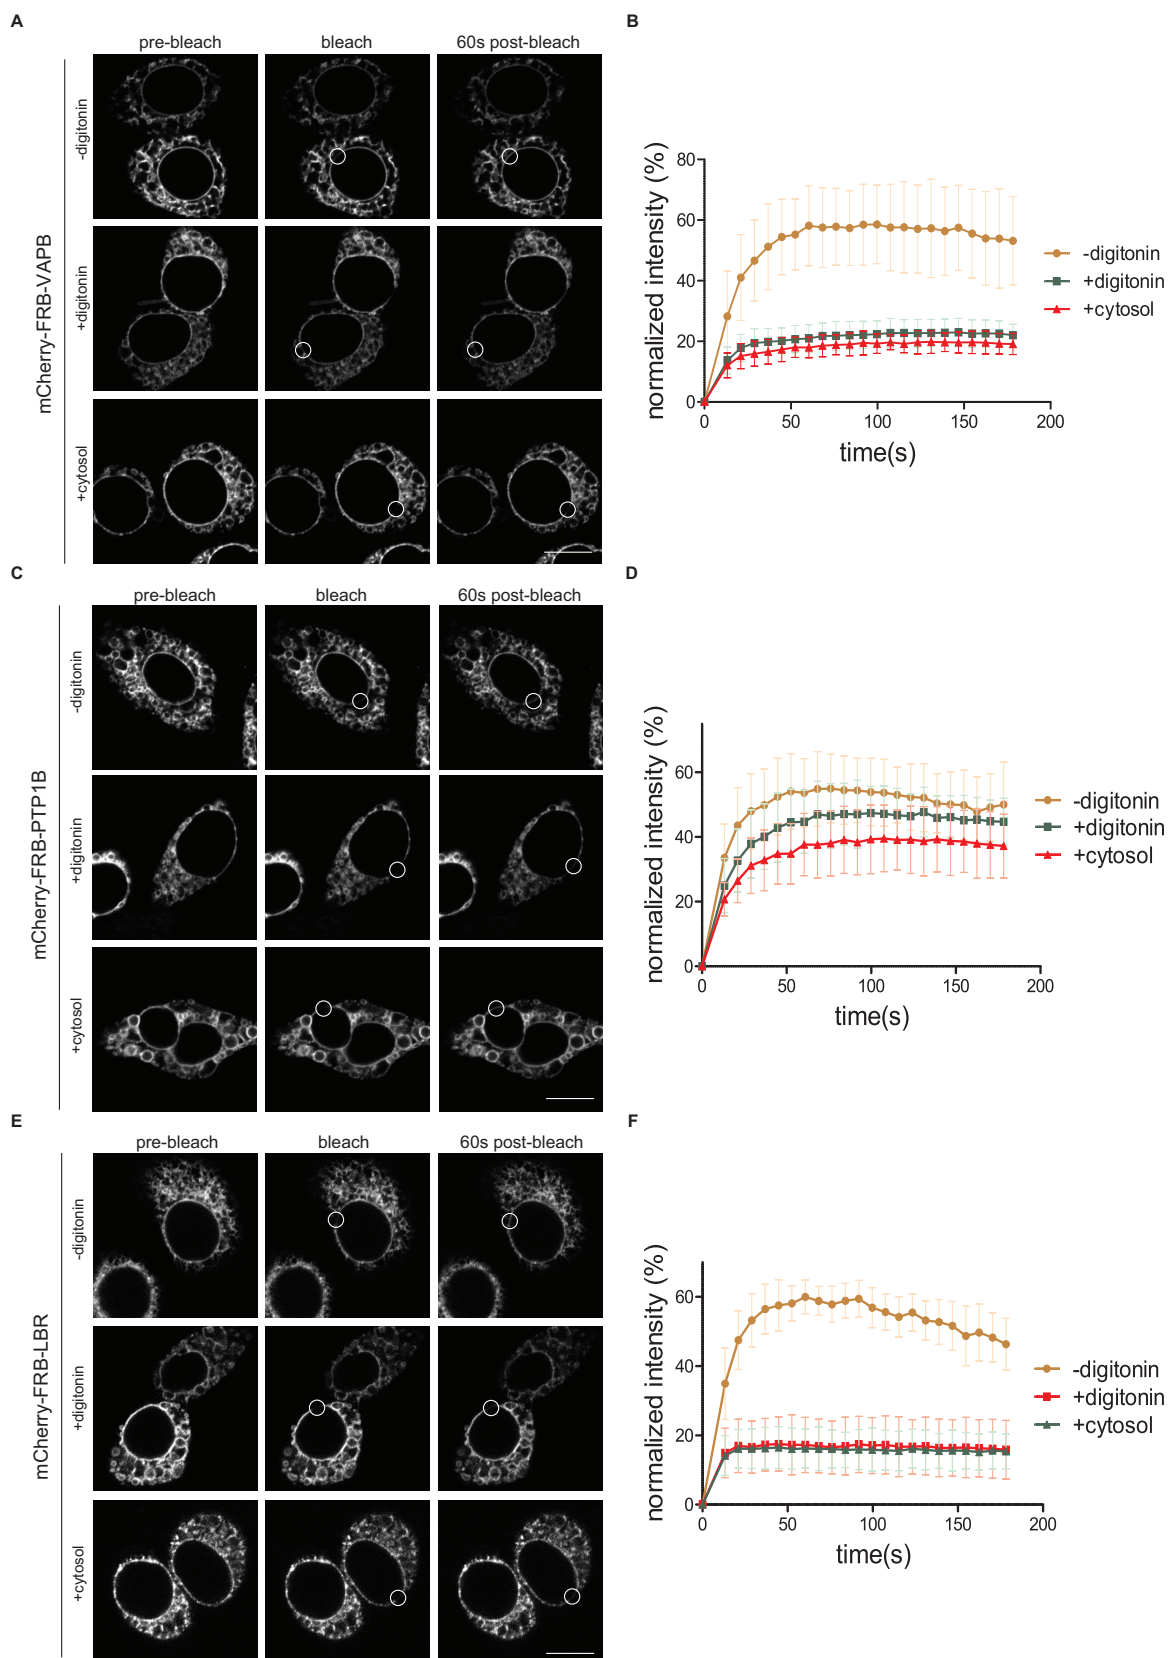 A
pre-bleach bleach 60s post-bleach
mCherry-FRB-VAPB
-digitonin
+digitonin
+cytosol
B
normalized intensity (%)
80
60
40
20
0
0 50 100 150 200
time(s)
-digitonin
+digitonin
+cytosol
C
pre-bleach bleach 60s post-bleach
mCherry-FRB-PTP1B
-digitonin
+digitonin
+cytosol
D
normalized intensity (%)
60
40
20
0
0 50 100 150 200
time(s)
-digitonin
+digitonin
+cytosol
E
pre-bleach bleach 60s post-bleach
mCherry-FRB-LBR
-digitonin
+digitonin
+cytosol
F
normalized intensity (%)
60
40
20
0
0 50 100 150 200
time(s)
-digitonin
+digitonin
+cytosol